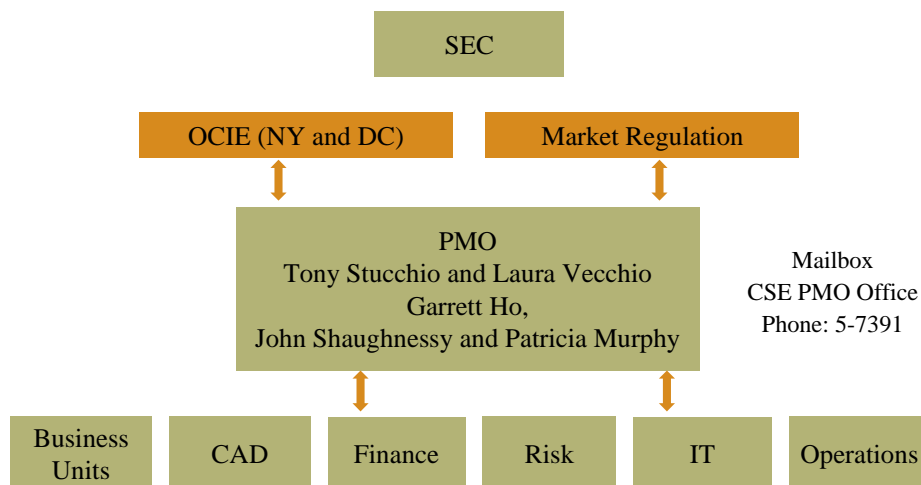 SEC
OCIE (NY and DC)
Market Regulation
PMO
Tony Stucchio and Laura Vecchio
Garrett Ho,
John Shaughnessy and Patricia Murphy
Mailbox
CSE PMO Office
Phone: 5-7391
Business
Units
CAD
Finance
Risk
IT
Operations